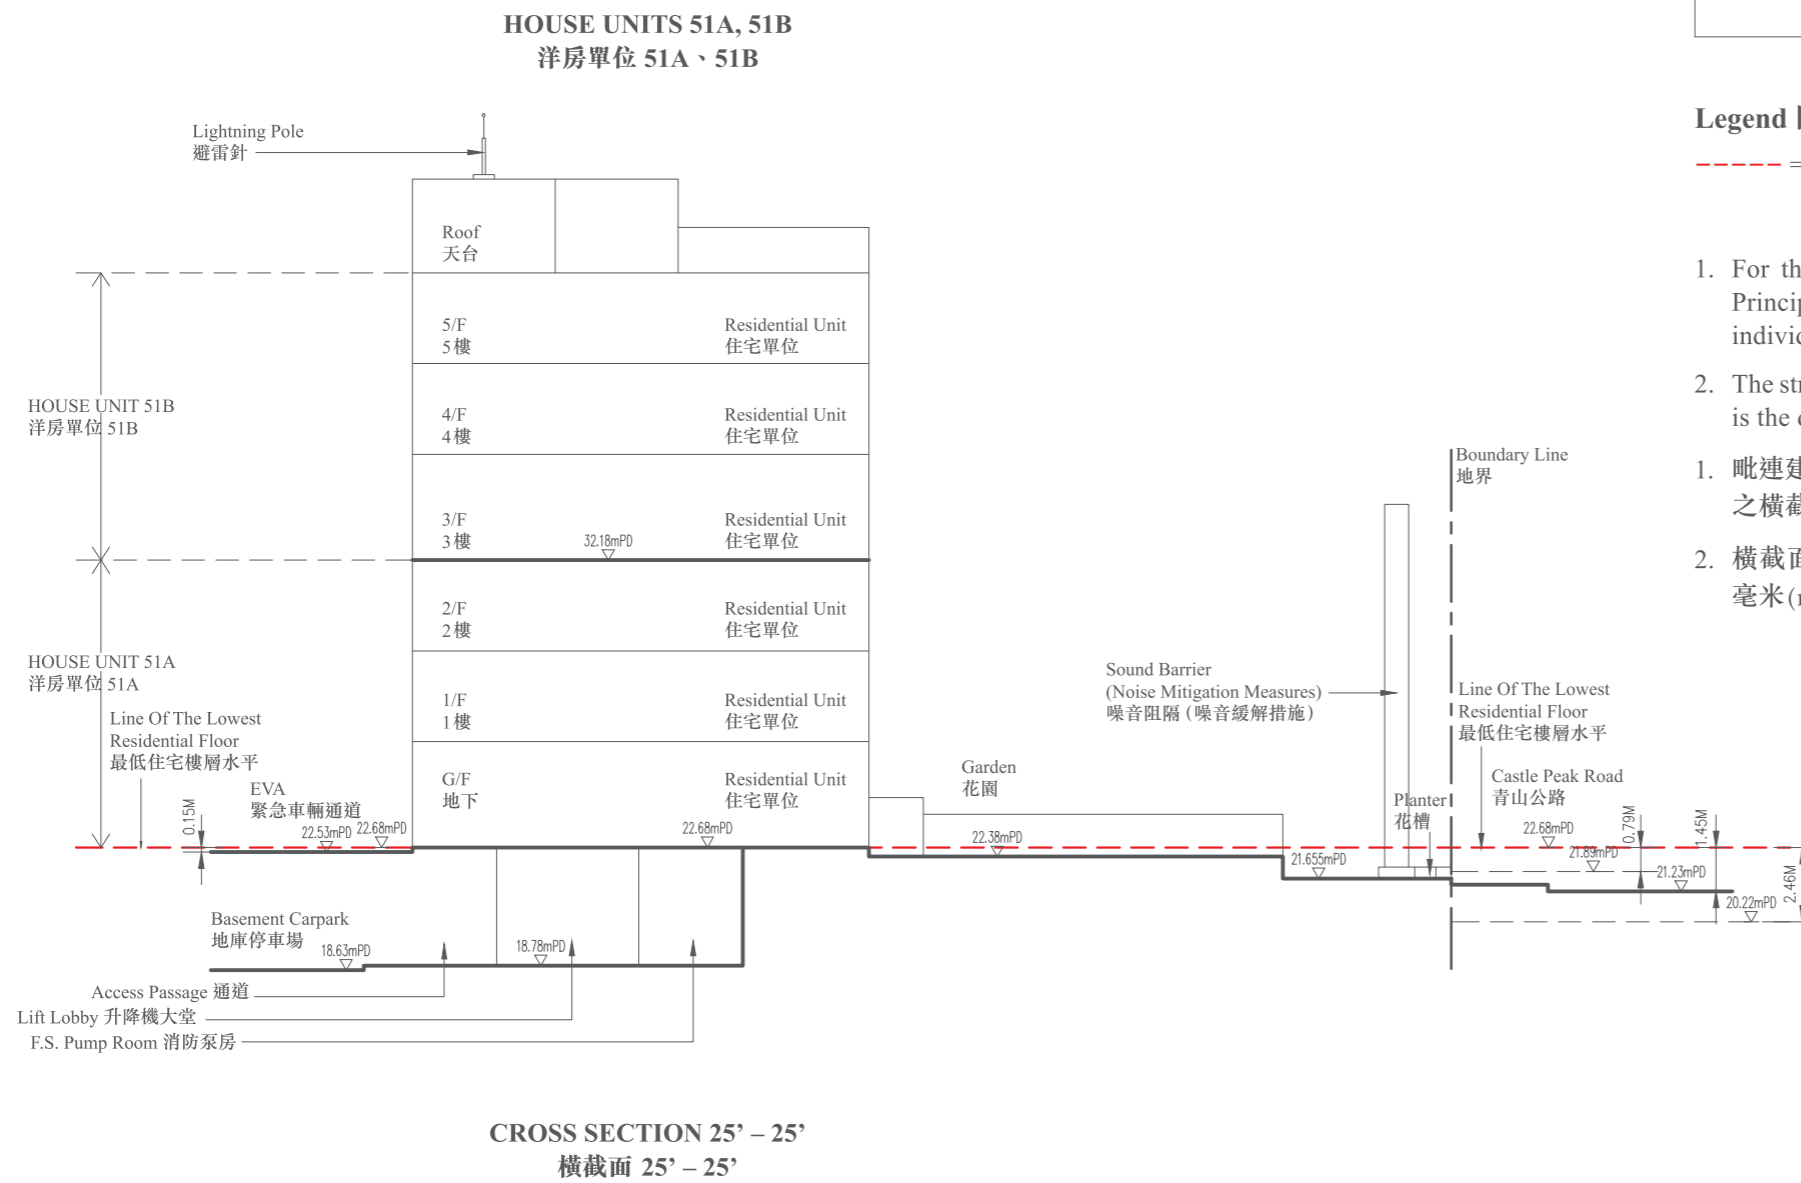 HOUSE UNITS 51A, 51B
洋房單位 51A、51B
Lightning Pole
避雷針
Roof
天台
5/F
5樓
Residential Unit
住宅單位
4/F
4樓
Residential Unit
住宅單位
3/F
3樓
Residential Unit
住宅單位
32.18mPD
2/F
2樓
Residential Unit
住宅單位
1/F
1樓
Residential Unit
住宅單位
G/F
地下
Residential Unit
住宅單位
HOUSE UNIT 51B
洋房單位 51B
HOUSE UNIT 51A
洋房單位 51A
Line Of The Lowest
Residential Floor
最低住宅樓層水平
EVA
緊急車輛通道
0.15M
22.53mPD
22.68mPD
22.68mPD
Basement Carpark
地庫停車場
18.63mPD
18.78mPD
Access Passage 通道
Lift Lobby 升降機大堂
F.S. Pump Room 消防泵房
Garden
花園
22.38mPD
21.655mPD
Sound Barrier
(Noise Mitigation Measures)
噪音阻隔 (噪音緩解措施)
Boundary Line
地界
Line Of The Lowest
Residential Floor
最低住宅樓層水平
Castle Peak Road
青山公路
Planter
花槽
22.68mPD
21.89mPD
0.79M
1.45M
21.23mPD
2.46M
20.22mPD
CROSS SECTION 25’ – 25’
橫截面 25’ – 25’
Legend
=
1. For th
Princip
individ
2. The str
is the
1. 毗連建
之橫截
2. 橫截面
毫米(